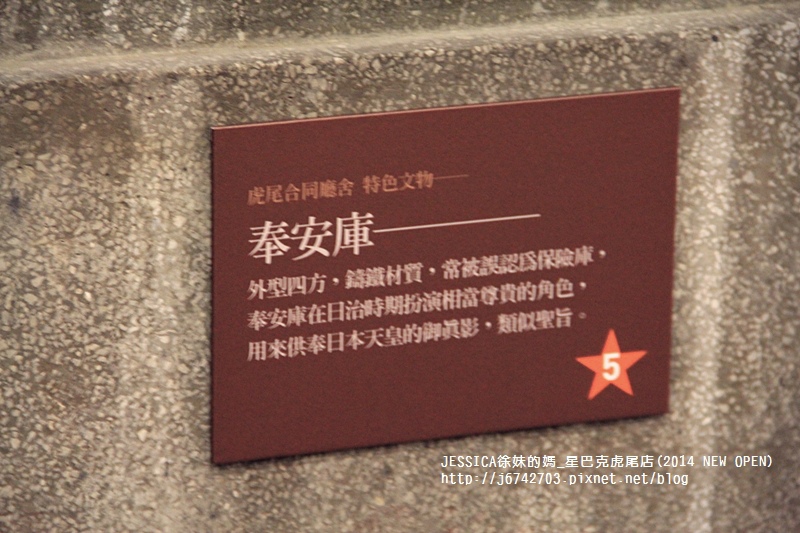 虎尾合同廳舍 特色文物──
奉安庫────
外型四方，鑄鐵材質，常被誤認為保險庫，
奉安庫在日治時期扮演相當尊貴的角色，
用來供奉日本天皇的御真影，類似聖旨。
5
JESSICA徐妹的媽_星巴克虎尾店(2014 NEW OPEN)
http://j6742703.pixnet.net/blog